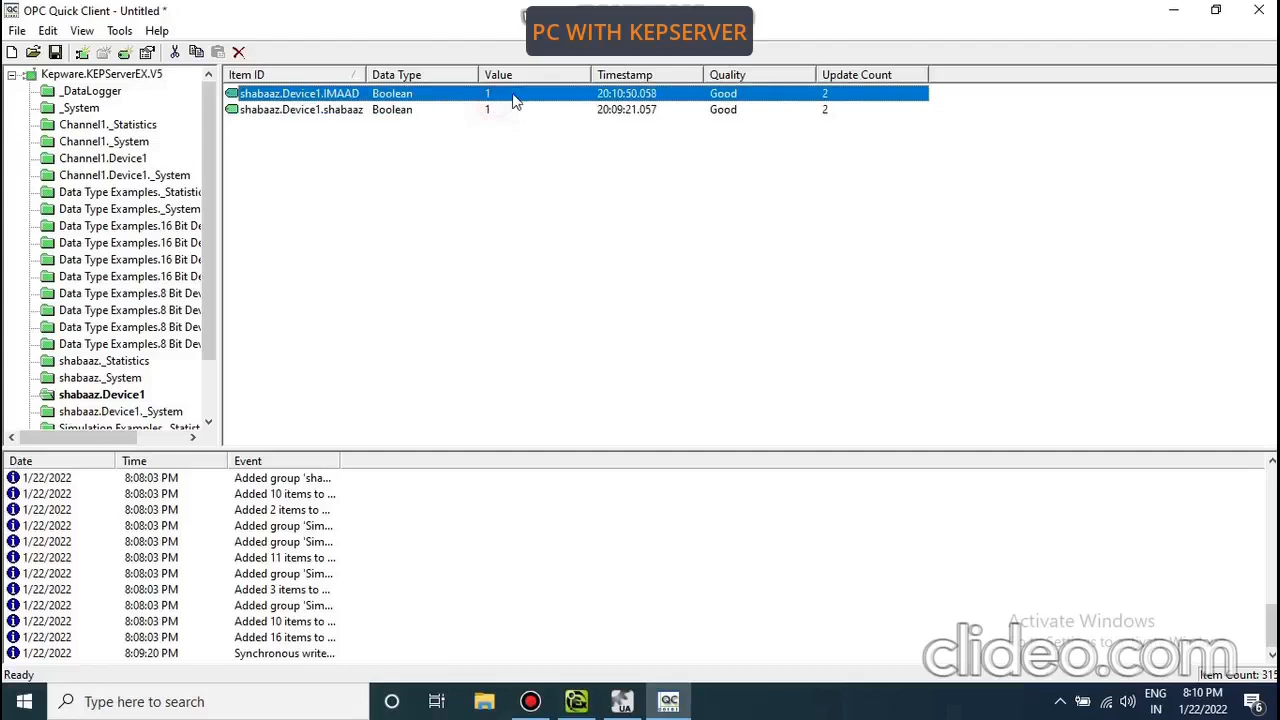 OPC Quick Client - Untitled *
PC WITH KEPSERVER
File Edit View Tools Help
Kepware.KEPServerEX.V5
_DataLogger
_System
Channel1._Statistics
Channel1._System
Channel1.Device1
Channel1.Device1._System
Data Type Examples._Statistic
Data Type Examples._System
Data Type Examples.16 Bit De
Data Type Examples.16 Bit De
Data Type Examples.16 Bit De
Data Type Examples.16 Bit De
Data Type Examples.8 Bit Dev
Data Type Examples.8 Bit Dev
Data Type Examples.8 Bit Dev
Data Type Examples.8 Bit Dev
shabaaz._Statistics
shabaaz._System
shabaaz.Device1
shabaaz.Device1._System
Simulation Examples._Statist
Item ID Data Type Value Timestamp Quality Update Count
shabaaz.Device1.IMAAD Boolean 1 20:10:50.058 Good 2
shabaaz.Device1.shabaaz Boolean 1 20:09:21.057 Good 2
Date Time Event
1/22/2022 8:08:03 PM Added group 'sha...
1/22/2022 8:08:03 PM Added 10 items to ...
1/22/2022 8:08:03 PM Added 2 items to ...
1/22/2022 8:08:03 PM Added group 'Sim...
1/22/2022 8:08:03 PM Added group 'Sim...
1/22/2022 8:08:03 PM Added 11 items to ...
1/22/2022 8:08:03 PM Added group 'Sim...
1/22/2022 8:08:03 PM Added 3 items to ...
1/22/2022 8:08:03 PM Added group 'Sim...
1/22/2022 8:08:03 PM Added 10 items to ...
1/22/2022 8:08:03 PM Added 16 items to ...
1/22/2022 8:09:20 PM Synchronous write...
Activate Windows
clideo.com
Ready
Item Count: 315
Type here to search
ENG
IN
8:10 PM
1/22/2022
6